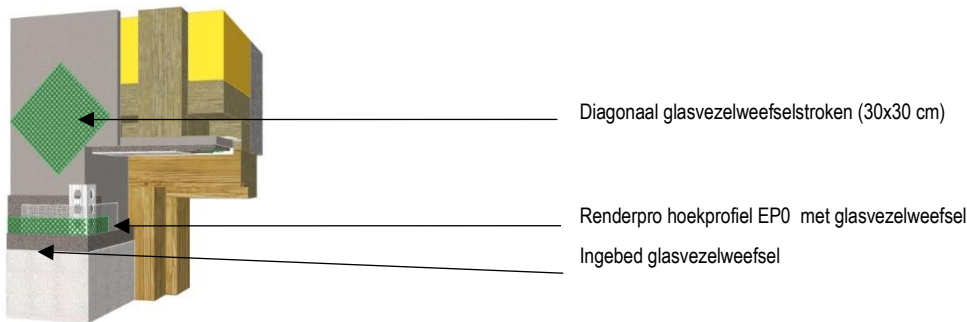 Diagonaal glasvezelweefselstroken (30x30 cm)
Renderpro hoekprofiel EP0 met glasvezelweefsel
Ingebed glasvezelweefsel